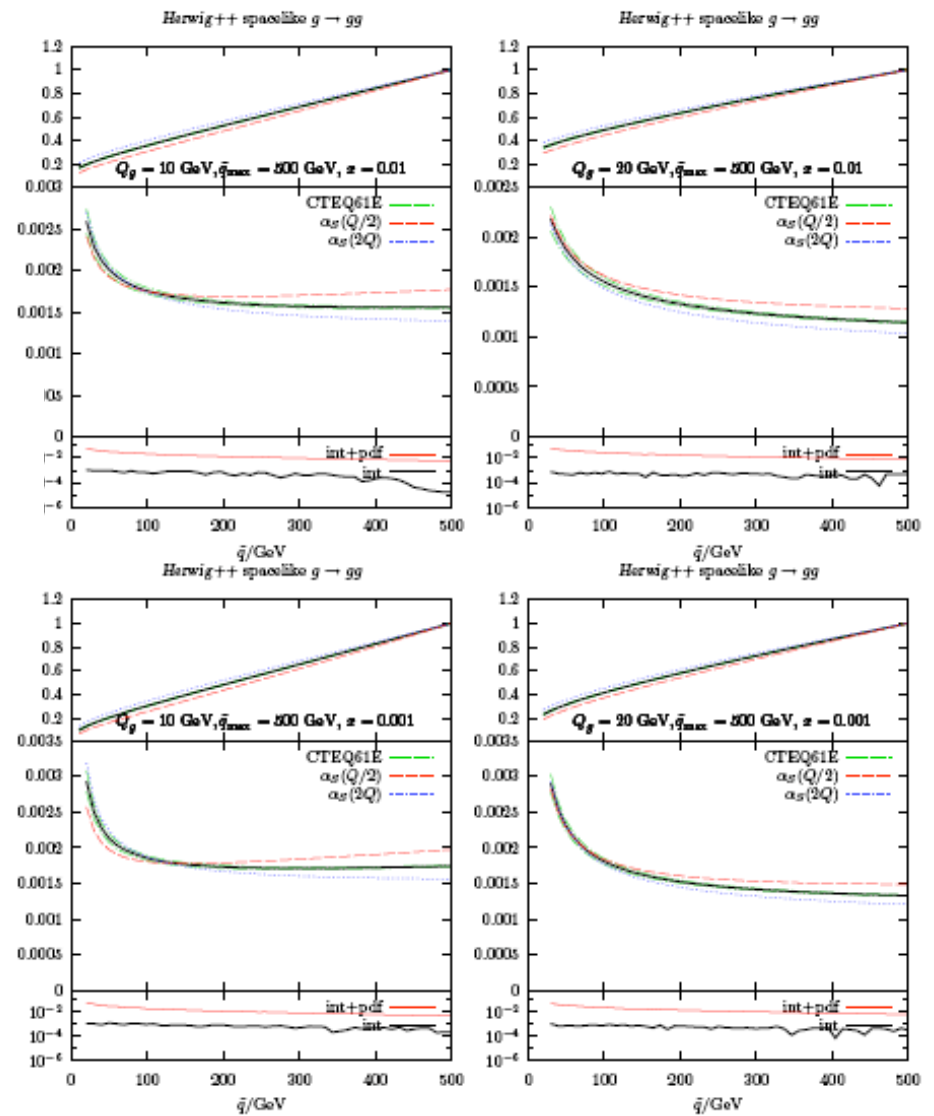 Herwig++ spacelike g → gg
1.2
1
0.8
0.6
0.4
0.2
Q_g = 10 GeV, q̃_max = 500 GeV, x = 0.01
0.003
0.0025
0.002
0.0015
0.001
0
CTEQ61E
α_S(Q/2)
α_S(2Q)
int+pdf
int
10^−2
10^−4
10^−6
0 100 200 300 400 500
q̃/GeV
Herwig++ spacelike g → gg
1.2
1
0.8
0.6
0.4
0.2
Q_g = 20 GeV, q̃_max = 500 GeV, x = 0.01
0.0025
0.002
0.0015
0.001
0.0005
0
CTEQ61E
α_S(Q/2)
α_S(2Q)
int+pdf
int
10^−2
10^−4
10^−6
0 100 200 300 400 500
q̃/GeV
Herwig++ spacelike g → gg
1.2
1
0.8
0.6
0.4
0.2
Q_g = 10 GeV, q̃_max = 500 GeV, x = 0.001
0.0035
0.003
0.0025
0.002
0.0015
0.001
0.0005
0
CTEQ61E
α_S(Q/2)
α_S(2Q)
int+pdf
int
10^−2
10^−4
10^−6
0 100 200 300 400 500
q̃/GeV
Herwig++ spacelike g → gg
1.2
1
0.8
0.6
0.4
0.2
Q_g = 20 GeV, q̃_max = 500 GeV, x = 0.001
0.0035
0.003
0.0025
0.002
0.0015
0.001
0.0005
0
CTEQ61E
α_S(Q/2)
α_S(2Q)
int+pdf
int
10^−2
10^−4
10^−6
0 100 200 300 400 500
q̃/GeV